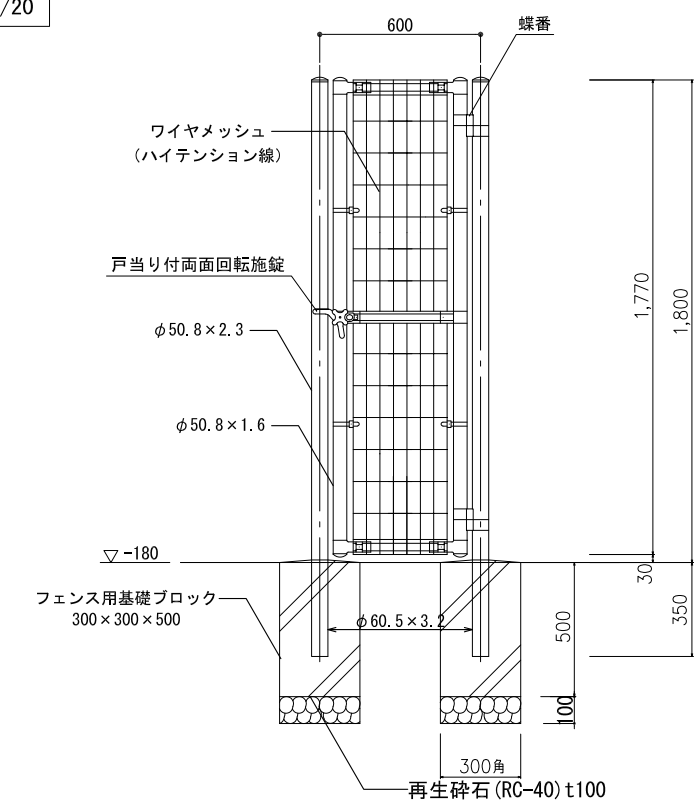 /20
600
蝶番
ワイヤメッシュ
(ハイテンション線)
戸当り付両面回転施錠
φ50.8×2.3
1,770
1,800
φ50.8×1.6
▽ -180
30
フェンス用基礎ブロック
300×300×500
φ60.5×3.2
500
350
100
300角
再生砕石(RC-40)t100